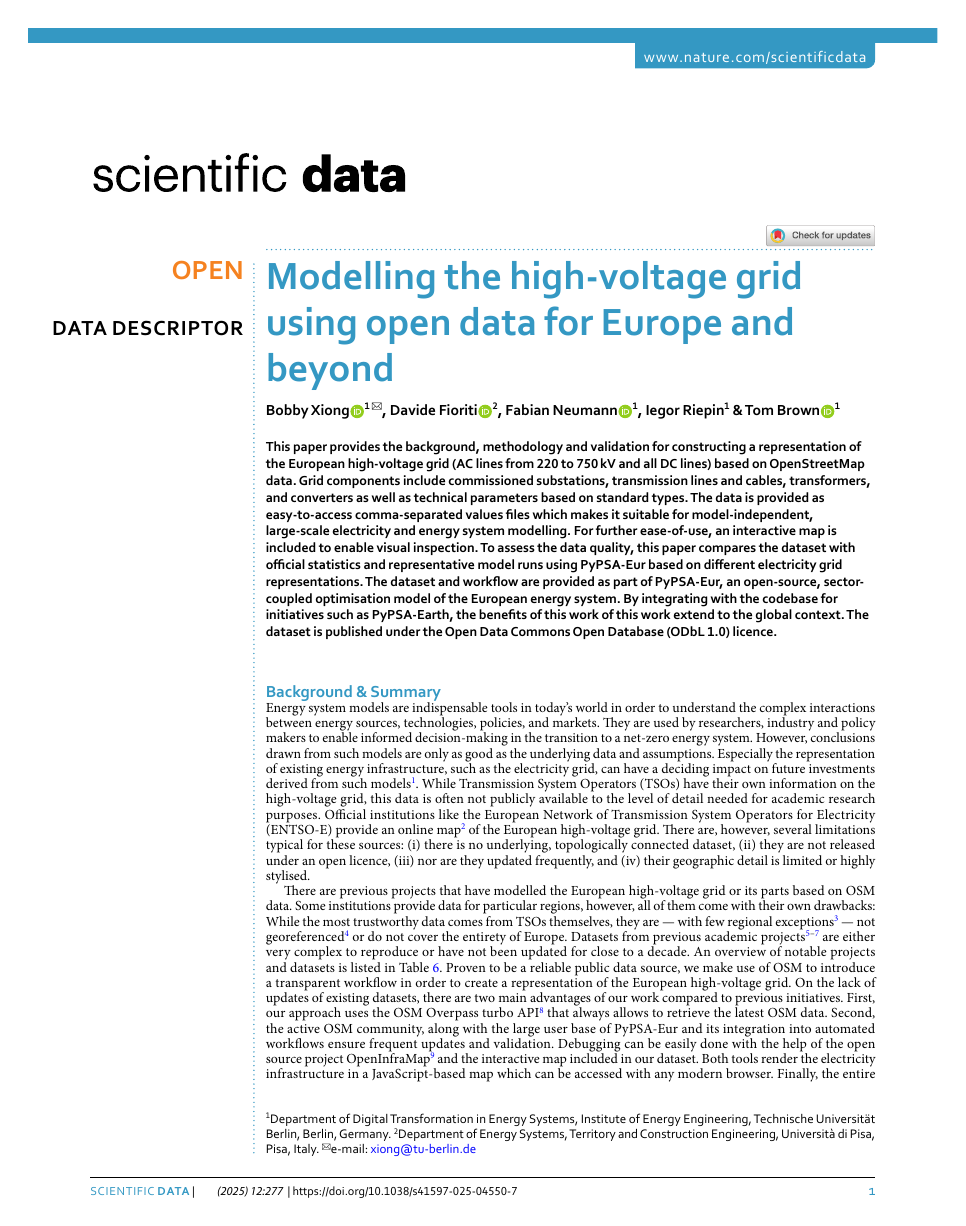 www.nature.com/scientificdata
scientific data
Check for updates
OPEN
DATA DESCRIPTOR
Modelling the high-voltage grid
using open data for Europe and
beyond
Bobby Xiong 1 ✉, Davide Fioriti 2, Fabian Neumann 1, Iegor Riepin1 & Tom Brown 1
This paper provides the background, methodology and validation for constructing a representation of
the European high-voltage grid (AC lines from 220 to 750 kV and all DC lines) based on OpenStreetMap
data. Grid components include commissioned substations, transmission lines and cables, transformers,
and converters as well as technical parameters based on standard types. The data is provided as
easy-to-access comma-separated values files which makes it suitable for model-independent,
large-scale electricity and energy system modelling. For further ease-of-use, an interactive map is
included to enable visual inspection. To assess the data quality, this paper compares the dataset with
official statistics and representative model runs using PyPSA-Eur based on different electricity grid
representations. The dataset and workflow are provided as part of PyPSA-Eur, an open-source, sector-
coupled optimisation model of the European energy system. By integrating with the codebase for
initiatives such as PyPSA-Earth, the benefits of this work of this work extend to the global context. The
dataset is published under the Open Data Commons Open Database (ODbL 1.0) licence.
Background & Summary
Energy system models are indispensable tools in today's world in order to understand the complex interactions
between energy sources, technologies, policies, and markets. They are used by researchers, industry and policy
makers to enable informed decision-making in the transition to a net-zero energy system. However, conclusions
drawn from such models are only as good as the underlying data and assumptions. Especially the representation
of existing energy infrastructure, such as the electricity grid, can have a deciding impact on future investments
derived from such models1. While Transmission System Operators (TSOs) have their own information on the
high-voltage grid, this data is often not publicly available to the level of detail needed for academic research
purposes. Official institutions like the European Network of Transmission System Operators for Electricity
(ENTSO-E) provide an online map2 of the European high-voltage grid. There are, however, several limitations
typical for these sources: (i) there is no underlying, topologically connected dataset, (ii) they are not released
under an open licence, (iii) nor are they updated frequently, and (iv) their geographic detail is limited or highly
stylised.
There are previous projects that have modelled the European high-voltage grid or its parts based on OSM
data. Some institutions provide data for particular regions, however, all of them come with their own drawbacks:
While the most trustworthy data comes from TSOs themselves, they are — with few regional exceptions3 — not
georeferenced4 or do not cover the entirety of Europe. Datasets from previous academic projects5–7 are either
very complex to reproduce or have not been updated for close to a decade. An overview of notable projects
and datasets is listed in Table 6. Proven to be a reliable public data source, we make use of OSM to introduce
a transparent workflow in order to create a representation of the European high-voltage grid. On the lack of
updates of existing datasets, there are two main advantages of our work compared to previous initiatives. First,
our approach uses the OSM Overpass turbo API8 that always allows to retrieve the latest OSM data. Second,
the active OSM community, along with the large user base of PyPSA-Eur and its integration into automated
workflows ensure frequent updates and validation. Debugging can be easily done with the help of the open
source project OpenInfraMap9 and the interactive map included in our dataset. Both tools render the electricity
infrastructure in a JavaScript-based map which can be accessed with any modern browser. Finally, the entire
1Department of Digital Transformation in Energy Systems, Institute of Energy Engineering, Technische Universität
Berlin, Berlin, Germany. 2Department of Energy Systems, Territory and Construction Engineering, Università di Pisa,
Pisa, Italy. ✉e-mail: xiong@tu-berlin.de
SCIENTIFIC DATA | (2025) 12:277 | https://doi.org/10.1038/s41597-025-04550-7 1